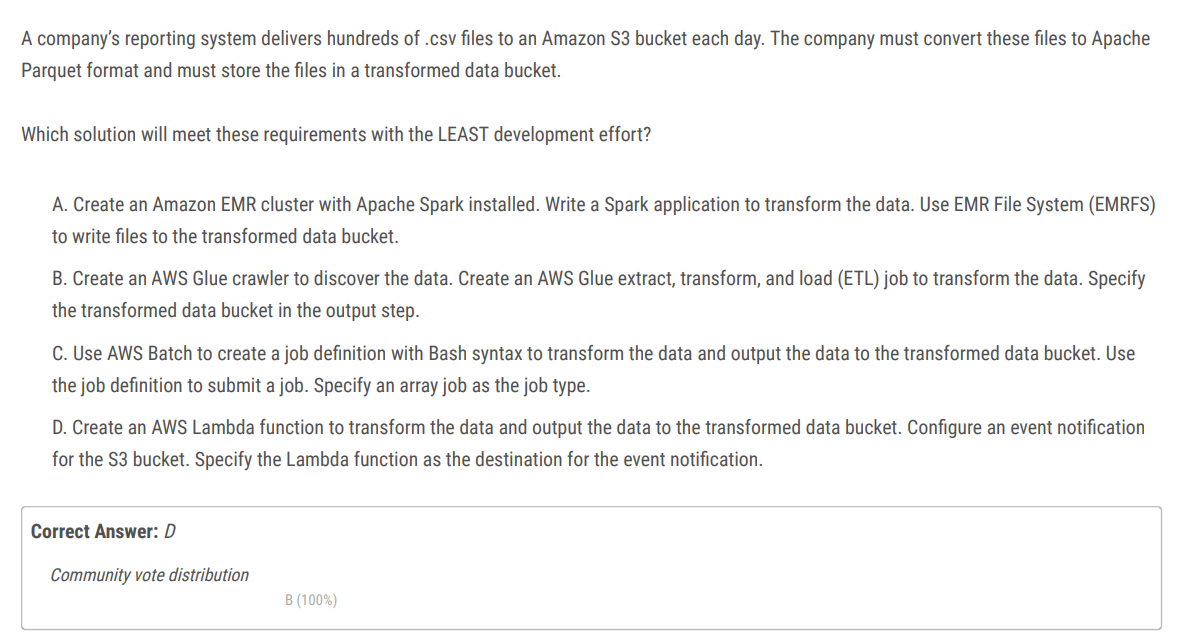 A company's reporting system delivers hundreds of .csv files to an Amazon S3 bucket each day. The company must convert these files to Apache
Parquet format and must store the files in a transformed data bucket.
Which solution will meet these requirements with the LEAST development effort?
A. Create an Amazon EMR cluster with Apache Spark installed. Write a Spark application to transform the data. Use EMR File System (EMRFS)
to write files to the transformed data bucket.
B. Create an AWS Glue crawler to discover the data. Create an AWS Glue extract, transform, and load (ETL) job to transform the data. Specify
the transformed data bucket in the output step.
C. Use AWS Batch to create a job definition with Bash syntax to transform the data and output the data to the transformed data bucket. Use
the job definition to submit a job. Specify an array job as the job type.
D. Create an AWS Lambda function to transform the data and output the data to the transformed data bucket. Configure an event notification
for the S3 bucket. Specify the Lambda function as the destination for the event notification.
Correct Answer: D
Community vote distribution
B (100%)